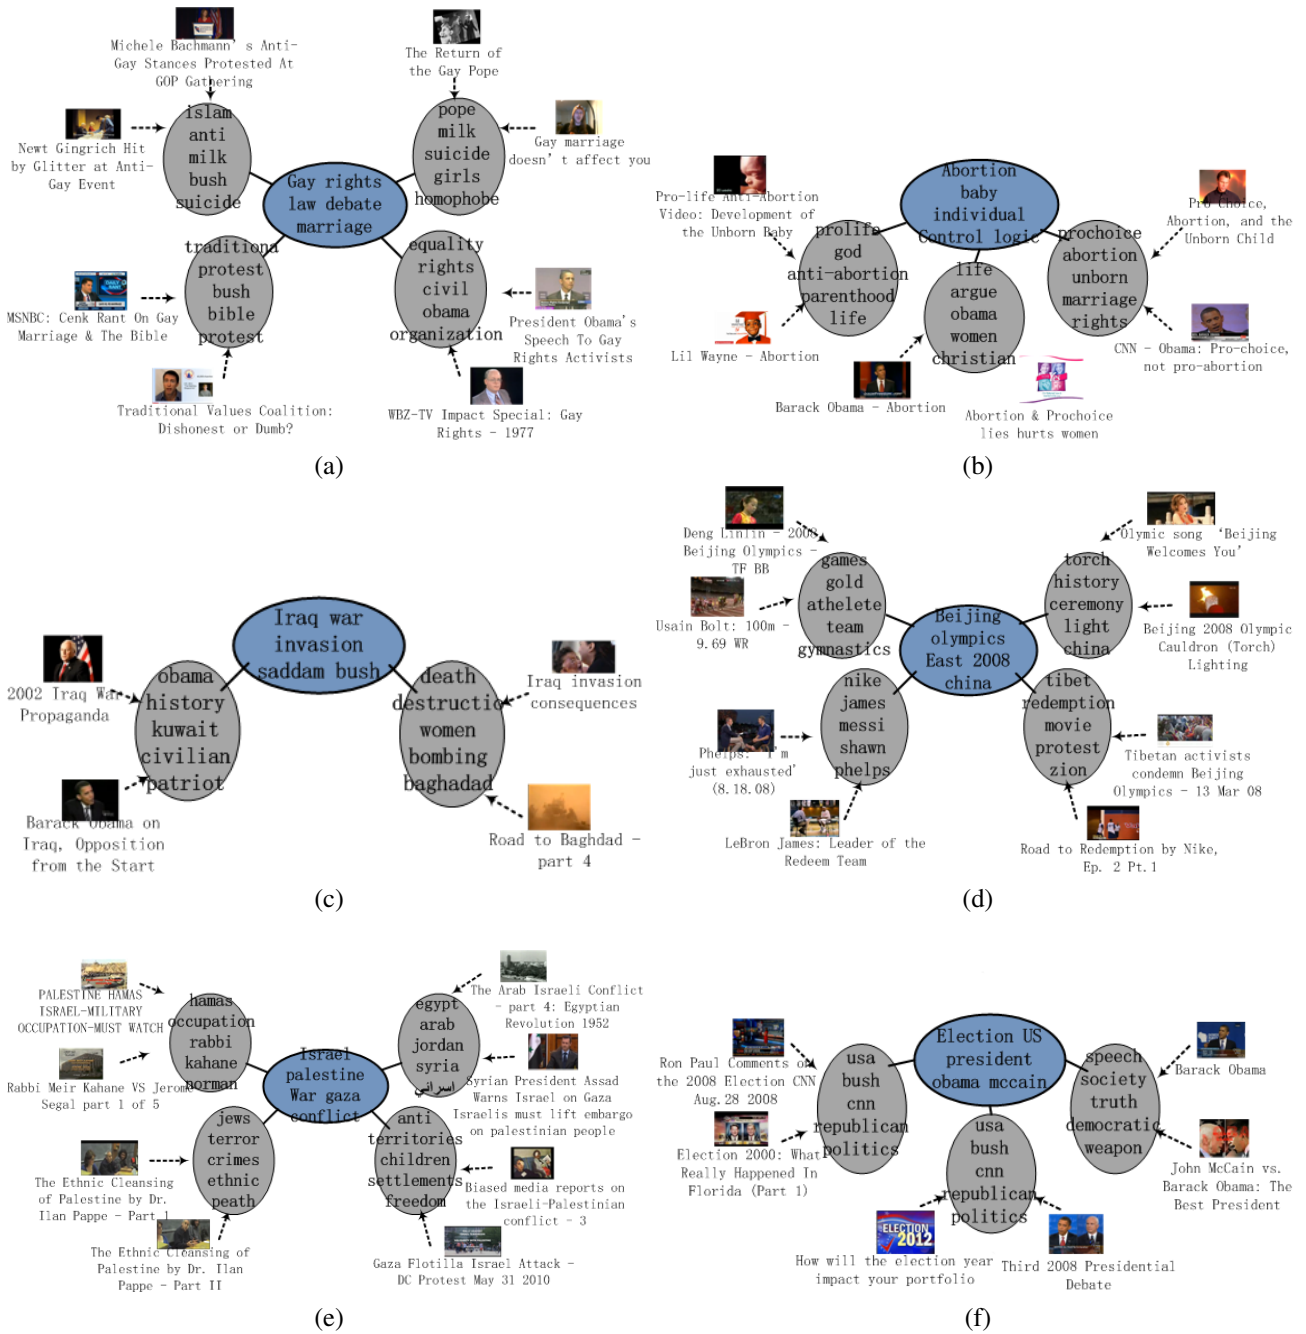 Michele Bachmann's Anti-
Gay Stances Protested At
GOP Gathering
The Return of
the Gay Pope
islam
anti
milk
bush
suicide
pope
milk
suicide
girls
homophobe
Newt Gingrich Hit
by Glitter at Anti-
Gay Event
Gay marriage
doesn't affect you
Gay rights
law debate
marriage
traditiona
protest
bush
bible
protest
equality
rights
civil
obama
organization
MSNBC: Cenk Rant On Gay
Marriage & The Bible
President Obama's
Speech To Gay
Rights Activists
Traditional Values Coalition:
Dishonest or Dumb?
WBZ-TV Impact Special: Gay
Rights - 1977
(a)
Pro-life Anti-Abortion
Video: Development of
the Unborn Baby
Abortion
baby
individual
Control logic
Pro Choice,
Abortion, and the
Unborn Child
prolife
god
anti-abortion
parenthood
life
life
argue
obama
women
christian
prochoice
abortion
unborn
marriage
rights
Lil Wayne - Abortion
Barack Obama - Abortion
CNN - Obama: Pro-choice,
not pro-abortion
Abortion & Prochoice
lies hurts women
(b)
Iraq war
invasion
saddam bush
obama
history
kuwait
civilian
patriot
death
destructio
women
bombing
baghadad
2002 Iraq War
Propaganda
Iraq invasion
consequences
Barack Obama on
Iraq, Opposition
from the Start
Road to Baghdad -
part 4
(c)
Deng Linlin - 2008
Beijing Olympics -
TF BB
Olymic song 'Beijing
Welcomes You'
games
gold
athelete
team
gymnastics
torch
history
ceremony
light
china
Usain Bolt: 100m -
9.69 WR
Beijing
olympics
East 2008
china
Beijing 2008 Olympic
Cauldron (Torch)
Lighting
nike
james
messi
shawn
phelps
tibet
redemption
movie
protest
zion
Phelps: 'I'm
just exhausted'
(8.18.08)
Tibetan activists
condemn Beijing
Olympics - 13 Mar 08
LeBron James: Leader of the
Redeem Team
Road to Redemption by Nike,
Ep. 2 Pt.1
(d)
PALESTINE HAMAS
ISRAEL-MILITARY
OCCUPATION-MUST WATCH
The Arab Israeli Conflict
- part 4: Egyptian
Revolution 1952
hamas
occupation
rabbi
kahane
norman
egypt
arab
jordan
syria
Rabbi Meir Kahane VS Jerome
Segal part 1 of 5
Israel
palestine
War gaza
conflict
Syrian President Assad
Warns Israel on Gaza
Israelis must lift embargo
on palestinian people
jews
terror
crimes
ethnic
peath
anti
territories
children
settlements
freedom
The Ethnic Cleansing
of Palestine by Dr.
Ilan Pappe - Part 1
Biased media reports on
the Israeli-Palestinian
conflict - 3
The Ethnic Cleansing of
Palestine by Dr. Ilan
Pappe - Part II
Gaza Flotilla Israel Attack -
DC Protest May 31 2010
(e)
Election US
president
obama mccain
Ron Paul Comments on
the 2008 Election CNN
Aug.28 2008
usa
bush
cnn
republican
politics
speech
society
truth
democratic
weapon
Barack Obama
usa
bush
cnn
republican
politics
Election 2000: What
Really Happened In
Florida (Part 1)
John McCain vs.
Barack Obama: The
Best President
ELECTION
2012
How will the election year
impact your portfolio
Third 2008 Presidential
Debate
(f)